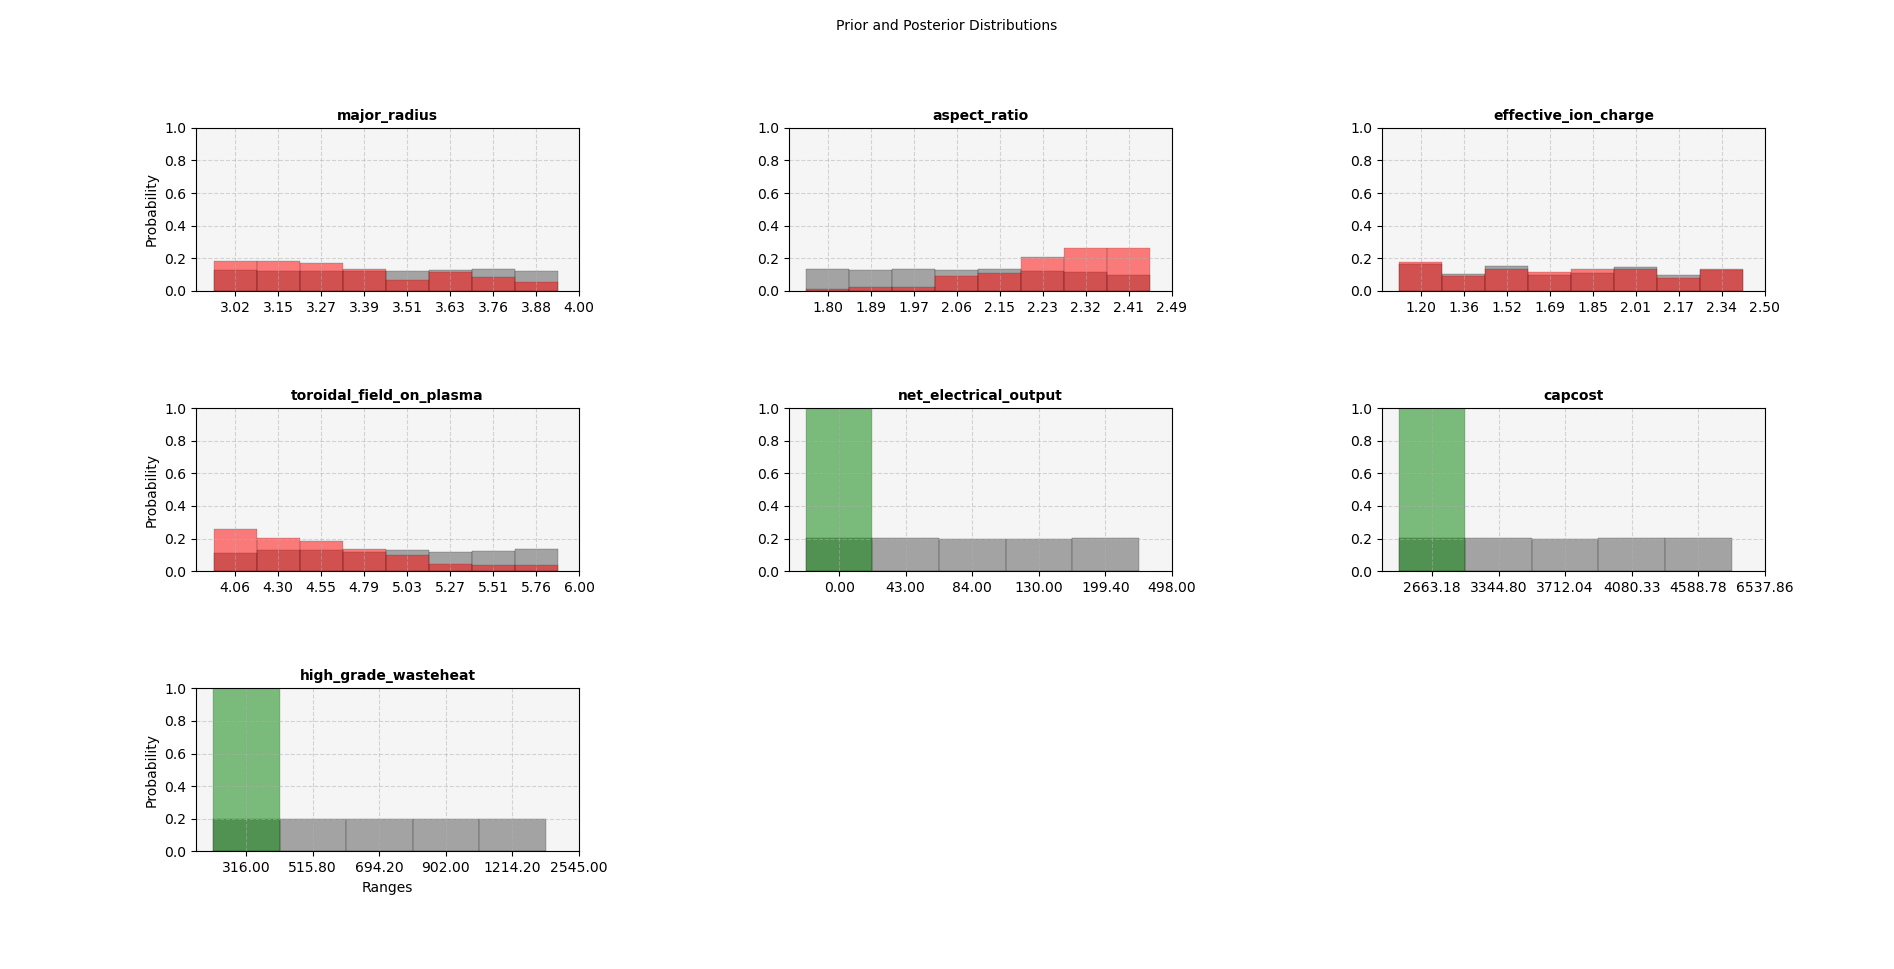 Prior and Posterior Distributions
major_radius
Probability
1.0
0.8
0.6
0.4
0.2
0.0
3.02 3.15 3.27 3.39 3.51 3.63 3.76 3.88 4.00
aspect_ratio
1.0
0.8
0.6
0.4
0.2
0.0
1.80 1.89 1.97 2.06 2.15 2.23 2.32 2.41 2.49
effective_ion_charge
1.0
0.8
0.6
0.4
0.2
0.0
1.20 1.36 1.52 1.69 1.85 2.01 2.17 2.34 2.50
toroidal_field_on_plasma
Probability
1.0
0.8
0.6
0.4
0.2
0.0
4.06 4.30 4.55 4.79 5.03 5.27 5.51 5.76 6.00
net_electrical_output
1.0
0.8
0.6
0.4
0.2
0.0
0.00 43.00 84.00 130.00 199.40 498.00
capcost
1.0
0.8
0.6
0.4
0.2
0.0
2663.18 3344.80 3712.04 4080.33 4588.78 6537.86
high_grade_wasteheat
Probability
1.0
0.8
0.6
0.4
0.2
0.0
316.00 515.80 694.20 902.00 1214.20 2545.00
Ranges